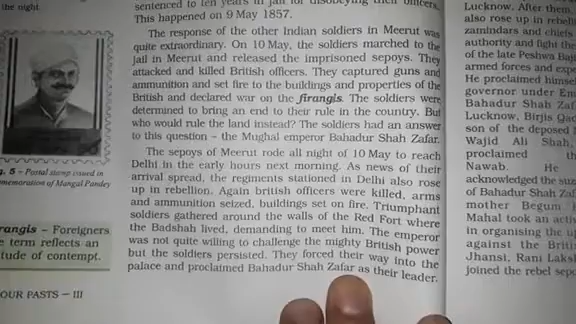 the night.
5 – Postal stamp issued in
memoration of Mangal Pandey
rangis – Foreigners
e term reflects an
tude of contempt.
OUR PASTS – III
sentenced to ten years in jail for disobeying their officers.
This happened on 9 May 1857.
The response of the other Indian soldiers in Meerut was
quite extraordinary. On 10 May, the soldiers marched to the
jail in Meerut and released the imprisoned sepoys. They
attacked and killed British officers. They captured guns and
ammunition and set fire to the buildings and properties of the
British and declared war on the firangis. The soldiers were
determined to bring an end to their rule in the country. But
who would rule the land instead? The soldiers had an answer
to this question – the Mughal emperor Bahadur Shah Zafar.
The sepoys of Meerut rode all night of 10 May to reach
Delhi in the early hours next morning. As news of their
arrival spread, the regiments stationed in Delhi also rose
up in rebellion. Again british officers were killed, arms
and ammunition seized, buildings set on fire. Triumphant
soldiers gathered around the walls of the Red Fort where
the Badshah lived, demanding to meet him. The emperor
was not quite willing to challenge the mighty British power
but the soldiers persisted. They forced their way into the
palace and proclaimed Bahadur Shah Zafar as their leader.
Lucknow. After them,
also rose up in rebelli
zamindars and chiefs
authority and fight the
of the late Peshwa Baji
armed forces and expe
He proclaimed himse
governor under Em
Bahadur Shah Zaf
Lucknow, Birjis Qad
son of the deposed
Wajid Ali Shah,
proclaimed th
Nawab. He
acknowledged the suz
of Bahadur Shah Zaf
mother Begum
Mahal took an activ
in organising the up
against the Briti
Jhansi, Rani Laks
joined the rebel sepo